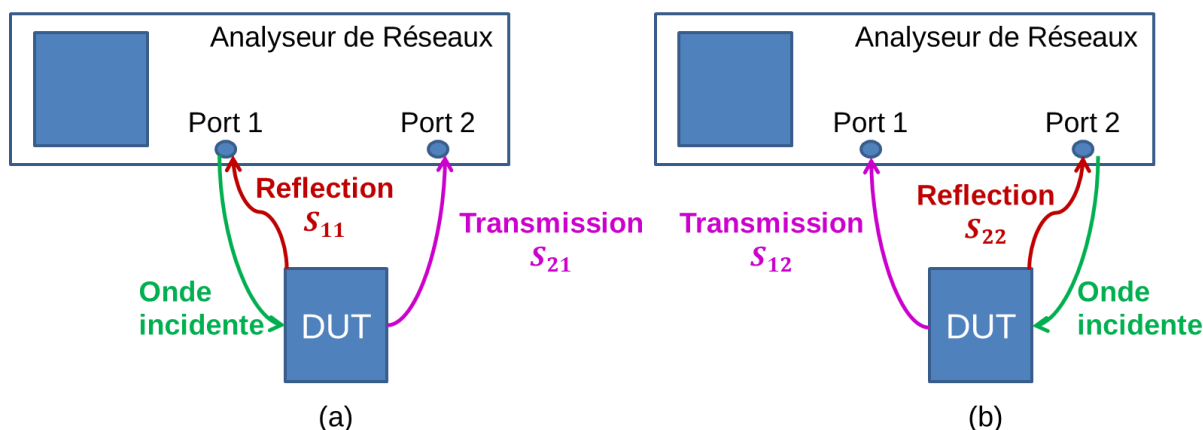 Analyseur de Réseaux
Port 1
Port 2
Reflection
S11
Transmission
S21
Onde
incidente
DUT
(a)
Analyseur de Réseaux
Port 1
Port 2
Transmission
S12
Reflection
S22
Onde
incidente
DUT
(b)